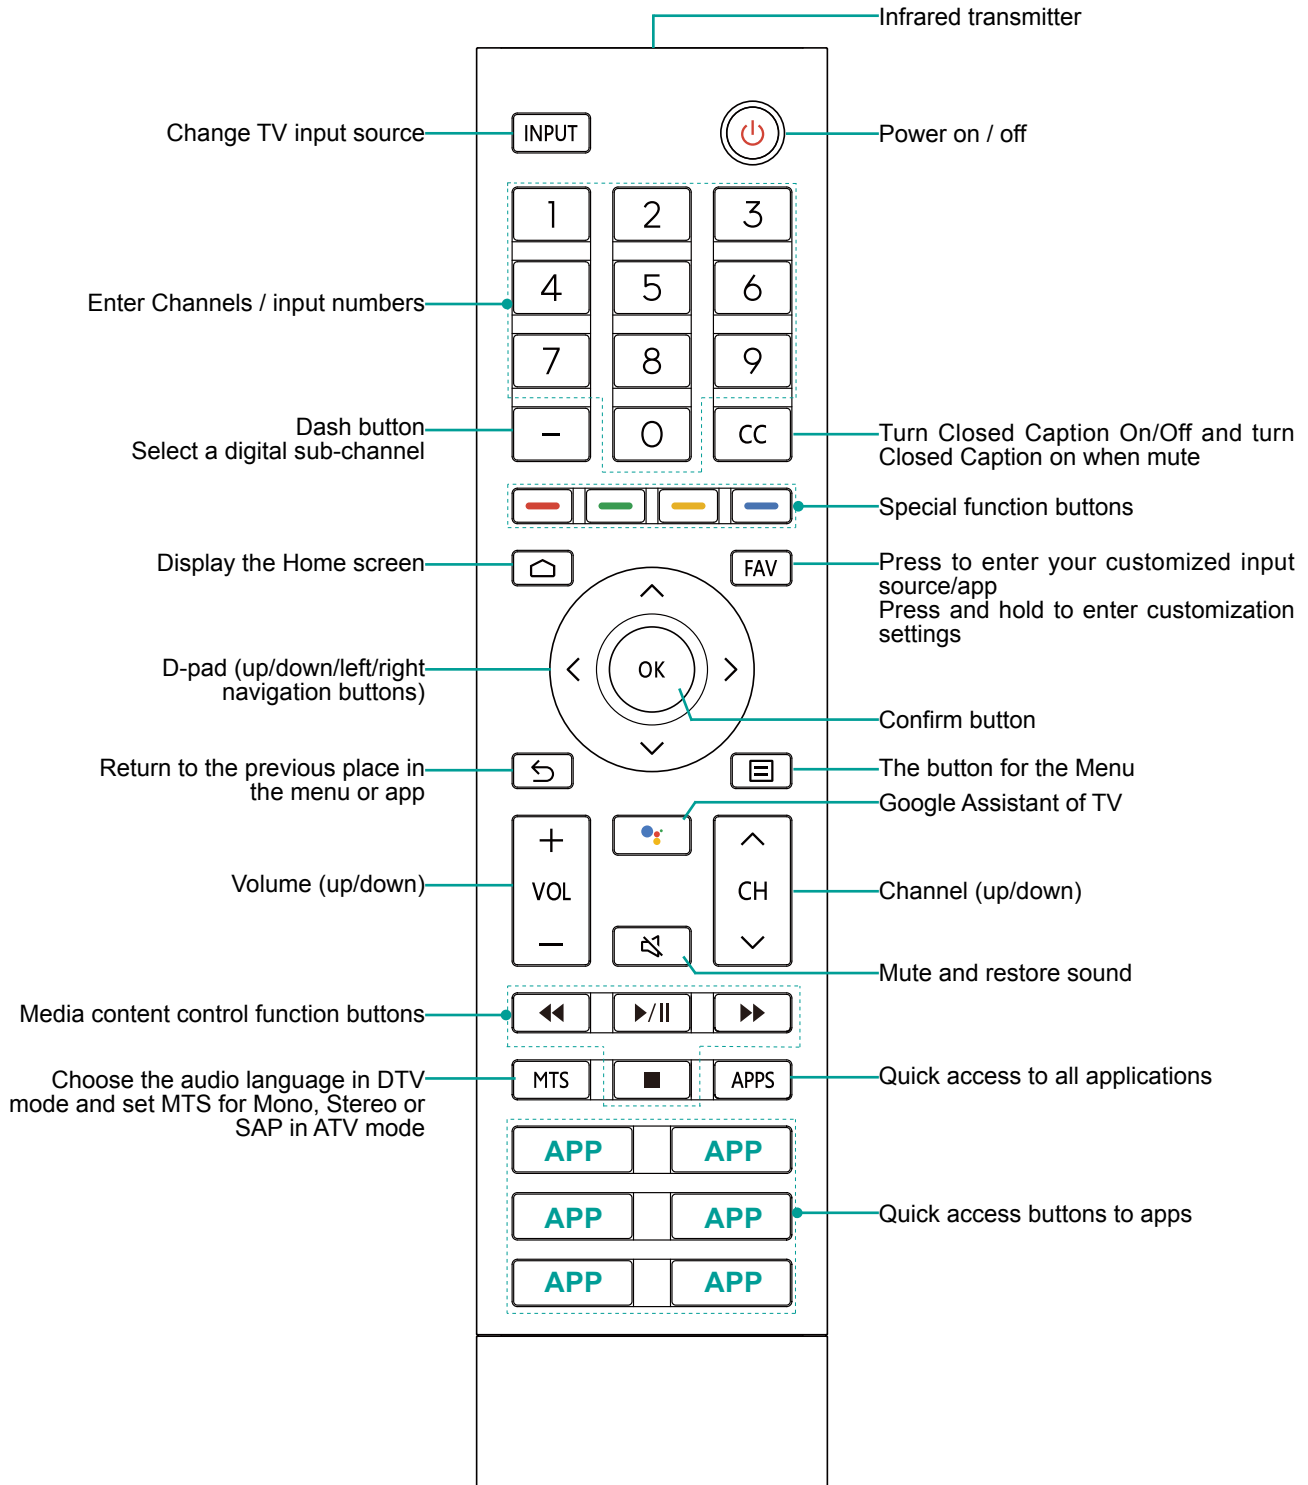 Infrared transmitter
Change TV input source
INPUT
Power on / off
1 2 3
4 5 6
Enter Channels / input numbers
7 8 9
Dash button
Select a digital sub-channel
– 0 CC
Turn Closed Caption On/Off and turn
Closed Caption on when mute
Special function buttons
Display the Home screen
FAV
Press to enter your customized input
source/app
Press and hold to enter customization
settings
D-pad (up/down/left/right
navigation buttons)
OK
Confirm button
Return to the previous place in
the menu or app
The button for the Menu
Google Assistant of TV
Volume (up/down)
+
VOL
–
CH
Channel (up/down)
Mute and restore sound
Media content control function buttons
Choose the audio language in DTV
mode and set MTS for Mono, Stereo or
SAP in ATV mode
MTS
APPS
Quick access to all applications
APP APP
APP APP
Quick access buttons to apps
APP APP